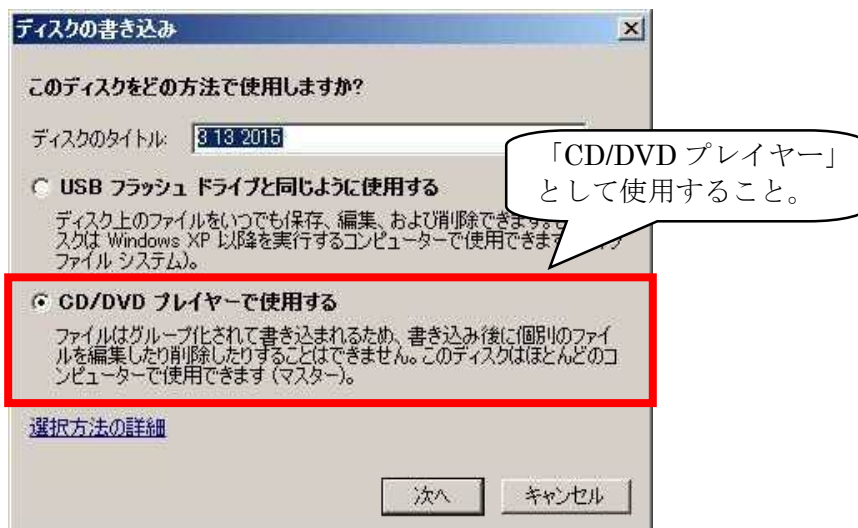 ディスクの書き込み
このディスクをどの方法で使用しますか?
ディスクのタイトル: 3 13 2015
「CD/DVD プレイヤー」
として使用すること。
USB フラッシュ ドライブと同じように使用する
ディスク上のファイルをいつでも保存、編集、および削除できます。
スクは Windows XP 以降を実行するコンピューターで使用できます
ファイル システム)。
CD/DVD プレイヤーで使用する
ファイルはグループ化されて書き込まれるため、書き込み後に個別のファイ
ルを編集したり削除したりすることはできません。このディスクはほとんどのコ
ンピューターで使用できます (マスター)。
選択方法の詳細
次へ
キャンセル